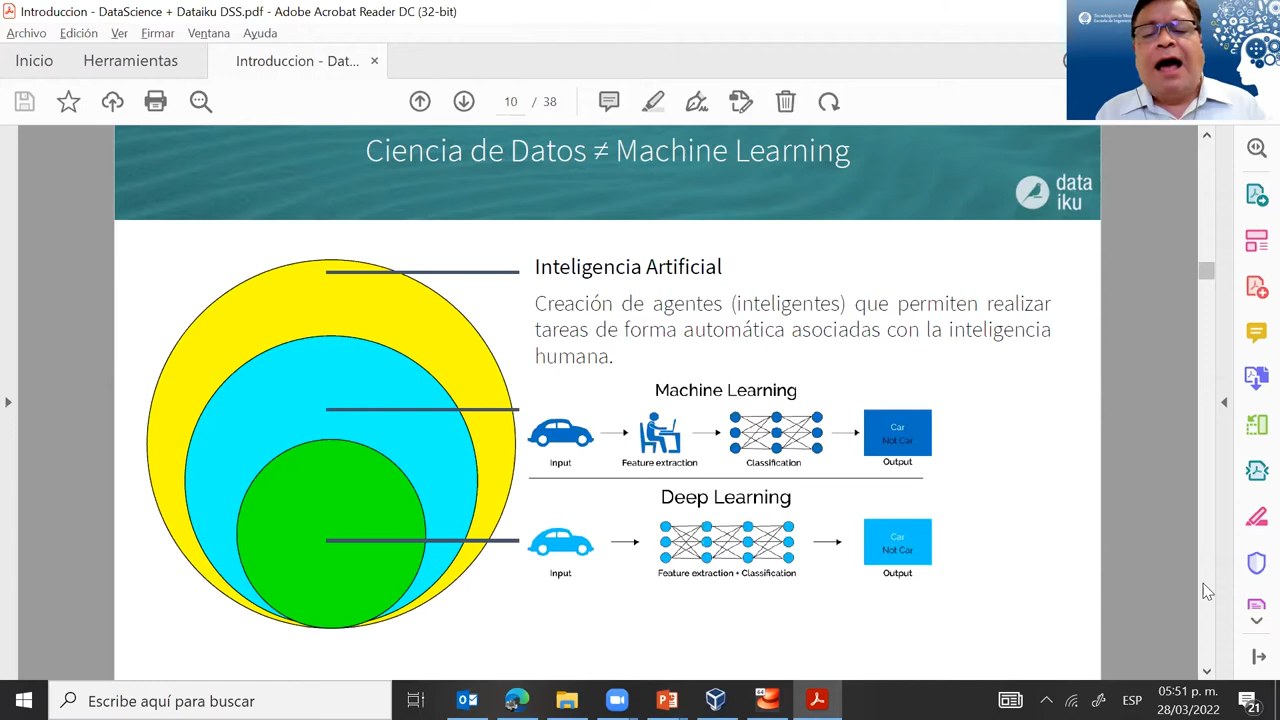 Introduccion - DataScience + Dataiku DSS.pdf - Adobe Acrobat Reader DC (32-bit)
Archivo Edición Ver Firmar Ventana Ayuda
Inicio Herramientas Introduccion - Dat... ×
10 / 38
Ciencia de Datos ≠ Machine Learning
data
iku
Inteligencia Artificial
Creación de agentes (inteligentes) que permiten realizar
tareas de forma automática asociadas con la inteligencia
humana.
Machine Learning
Car
Not Car
Input Feature extraction Classification Output
Deep Learning
Car
Not Car
Input Feature extraction + Classification Output
Escribe aquí para buscar
ESP
05:51 p. m.
28/03/2022
21